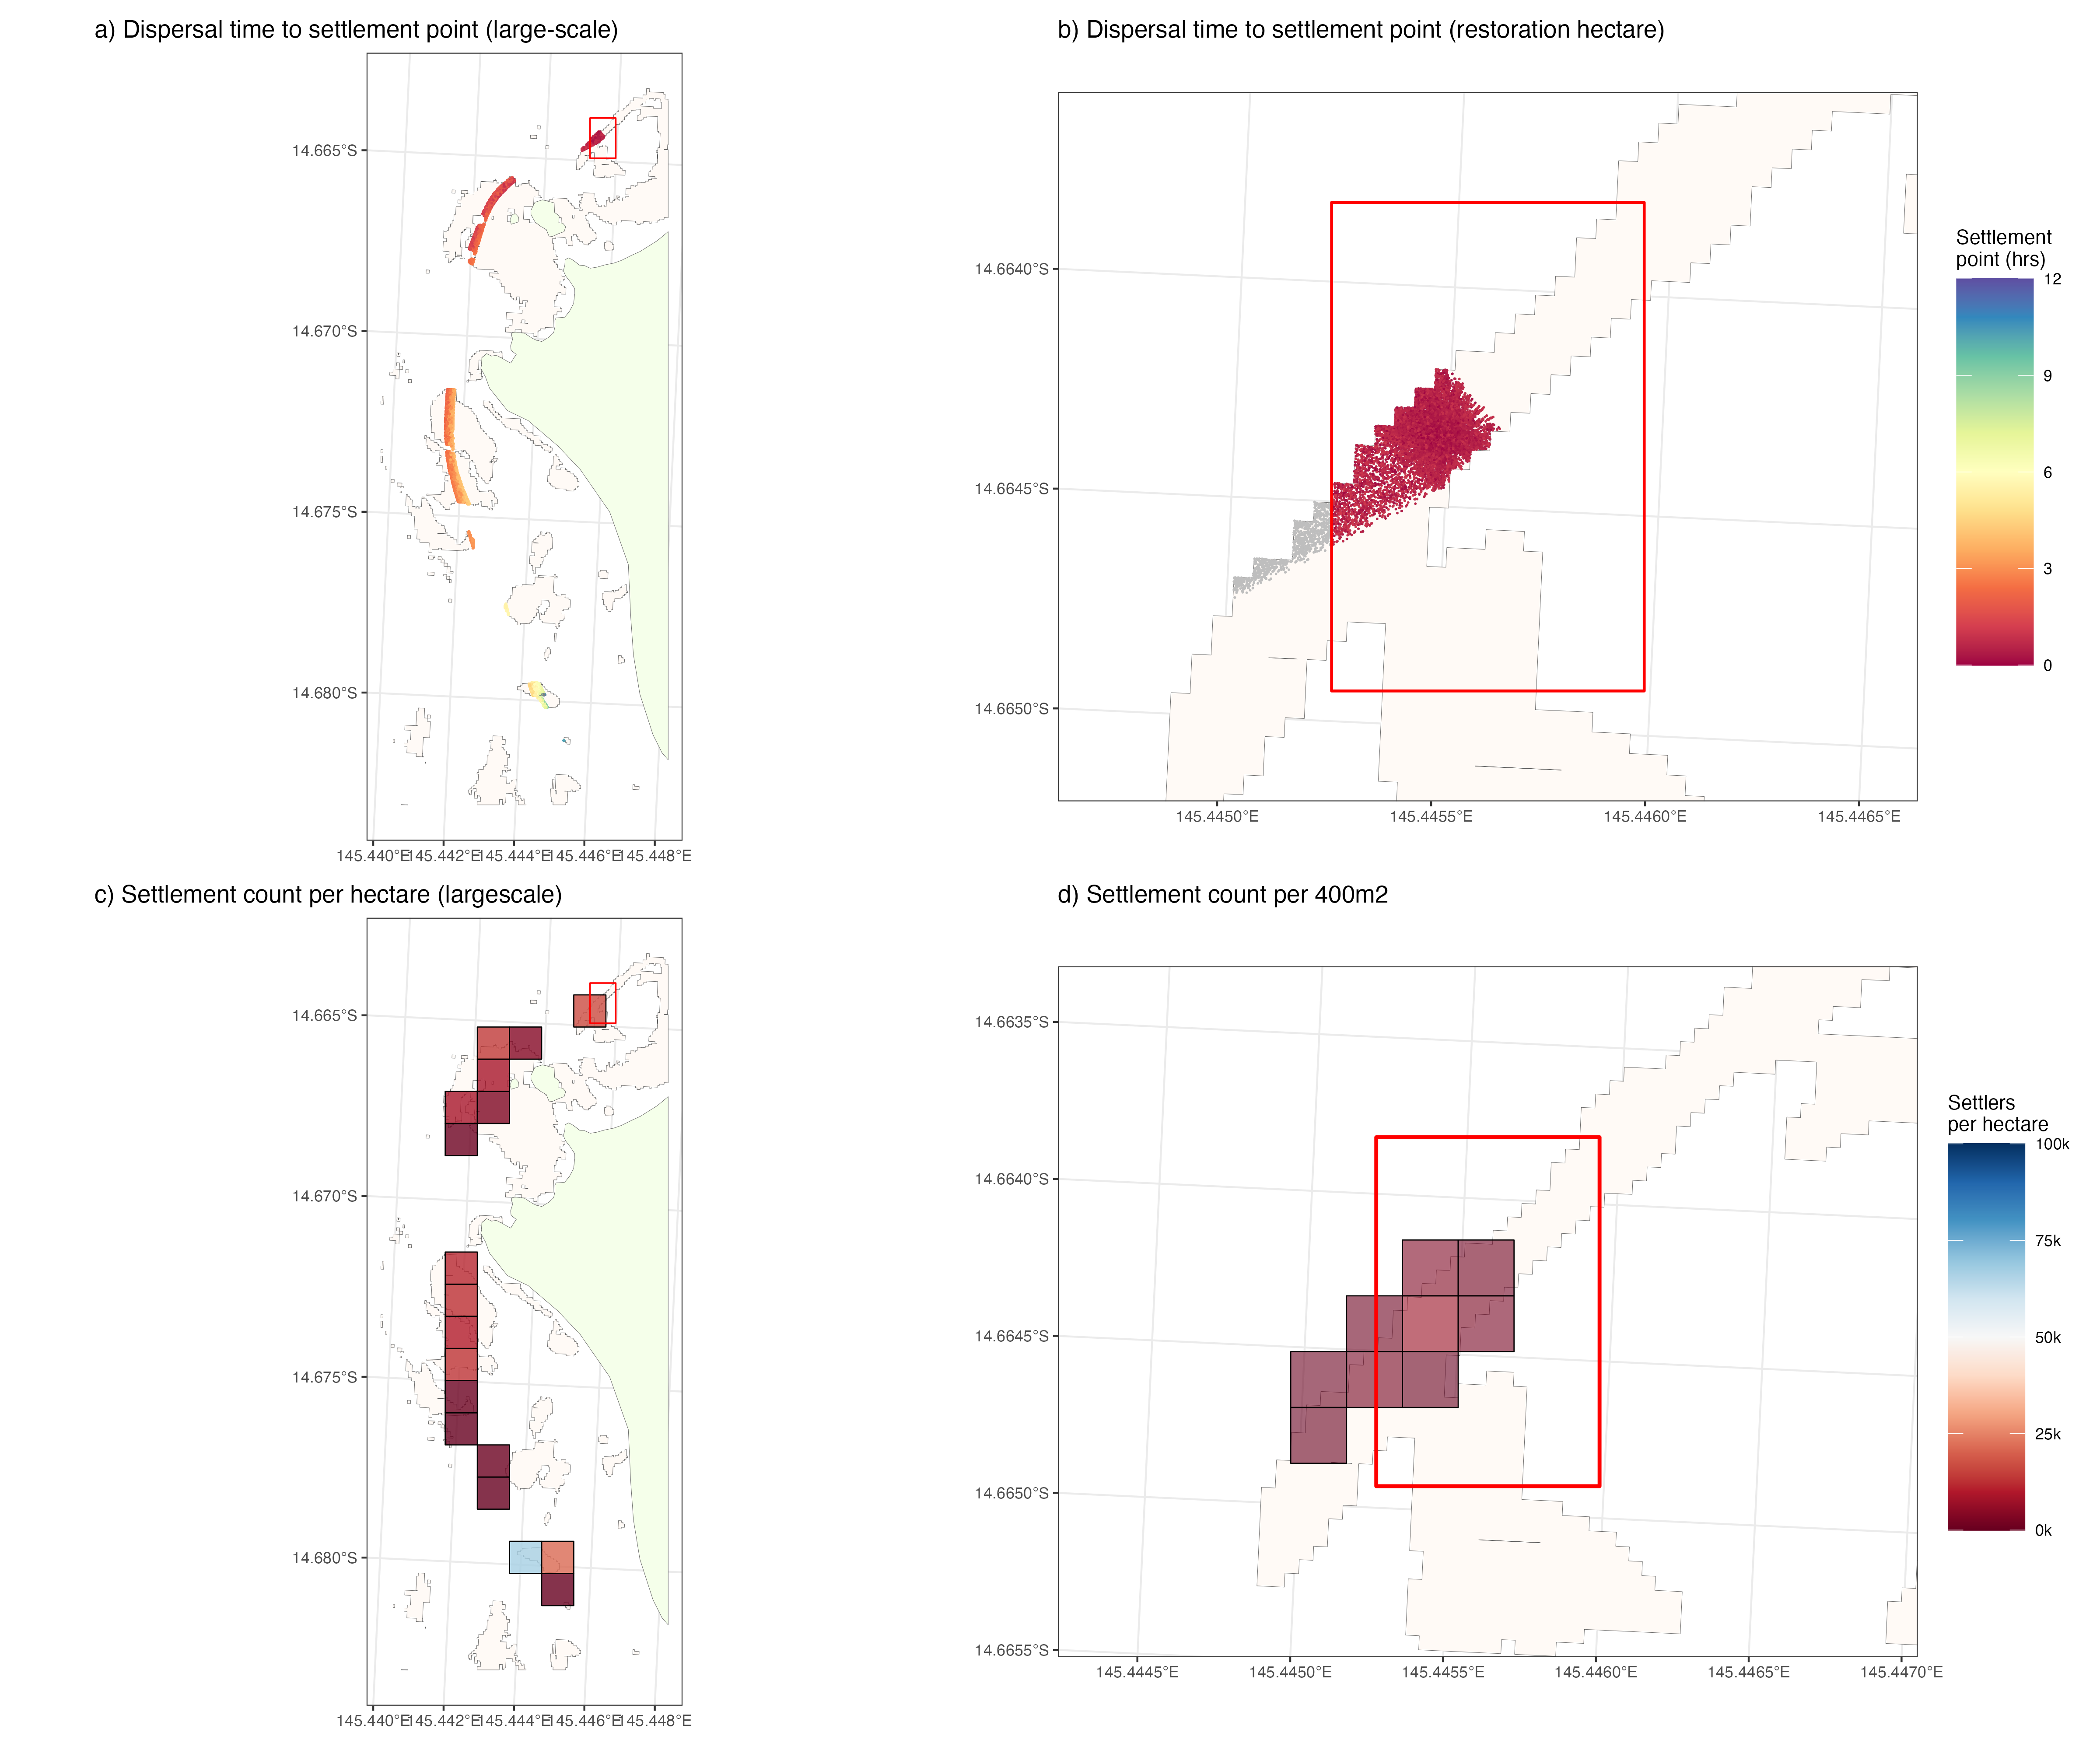 a) Dispersal time to settlement point (large-scale)
14.665°S
14.670°S
14.675°S
14.680°S
145.440°E 145.442°E 145.444°E 145.446°E 145.448°E
b) Dispersal time to settlement point (restoration hectare)
14.6640°S
14.6645°S
14.6650°S
145.4450°E 145.4455°E 145.4460°E 145.4465°E
Settlement
point (hrs)
12
9
6
3
0
c) Settlement count per hectare (largescale)
14.665°S
14.670°S
14.675°S
14.680°S
145.440°E 145.442°E 145.444°E 145.446°E 145.448°E
d) Settlement count per 400m2
14.6635°S
14.6640°S
14.6645°S
14.6650°S
14.6655°S
145.4445°E 145.4450°E 145.4455°E 145.4460°E 145.4465°E 145.4470°E
Settlers
per hectare
100k
75k
50k
25k
0k